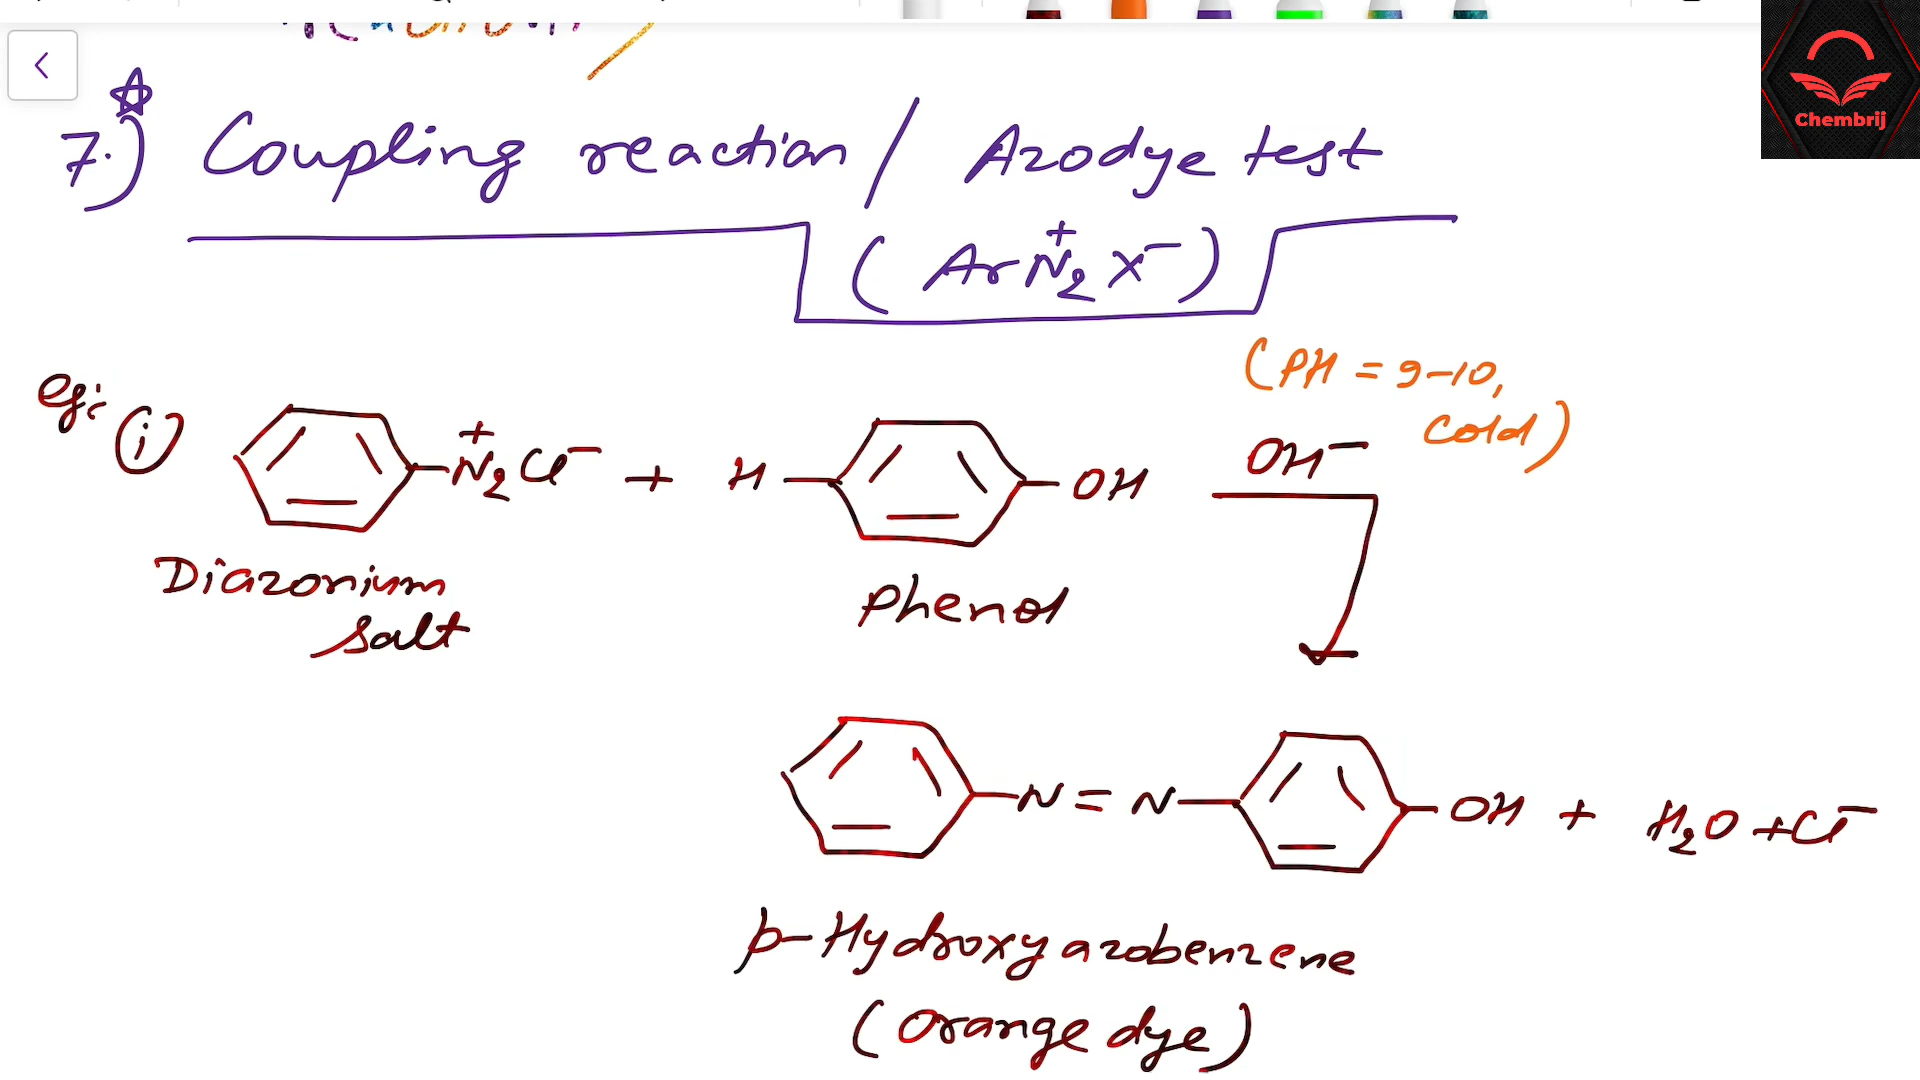 7.) Coupling reaction / Azodye test
(ArN₂⁺X⁻)
Chembrij
eg:- (i) N₂⁺Cl⁻ + H OH OH⁻ (PH = 9-10, cold)
Diazonium salt
Phenol
N = N OH + H₂O + Cl⁻
p-Hydroxyazobenzene
(Orange dye)